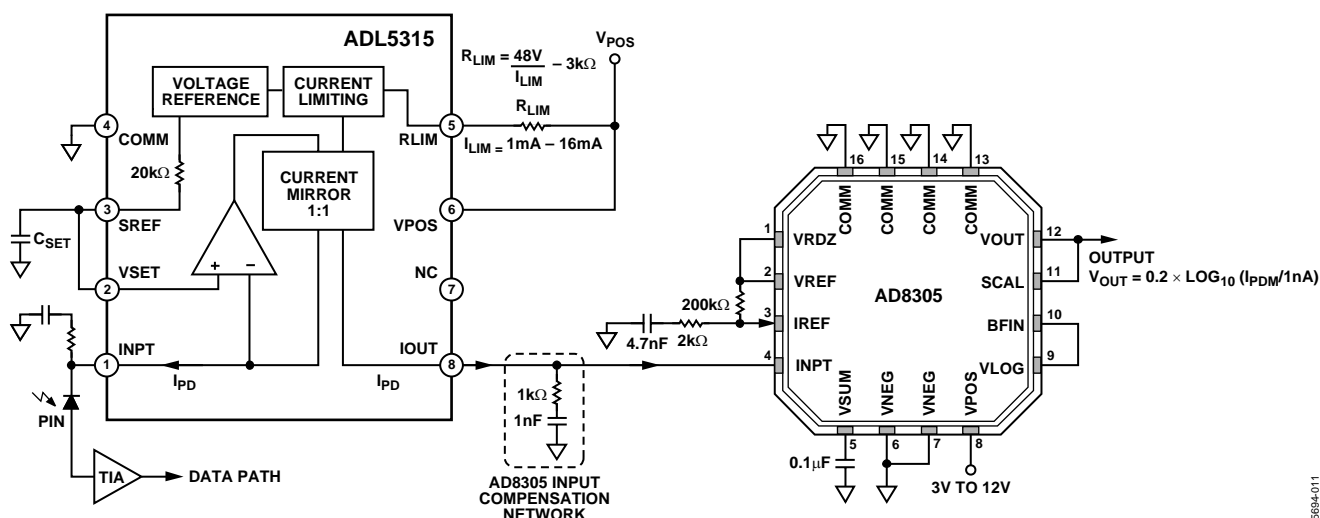 ADL5315
VOLTAGE
REFERENCE
CURRENT
LIMITING
4
COMM
20kΩ
3
SREF
C_SET
2
VSET
+
−
CURRENT
MIRROR
1:1
RLIM
5
VPOS
6
NC
7
INPT
1
I_PD
IOUT
8
I_PD
PIN
TIA
DATA PATH
R_LIM = 48V
I_LIM
− 3kΩ
V_POS
R_LIM
I_LIM = 1mA – 16mA
1kΩ
1nF
AD8305 INPUT
COMPENSATION
NETWORK
4.7nF
2kΩ
200kΩ
16
15
14
13
COMM
COMM
COMM
COMM
1
VRDZ
2
VREF
3
IREF
4
INPT
AD8305
VOUT
12
SCAL
11
BFIN
10
VLOG
9
OUTPUT
V_OUT = 0.2 × LOG10 (I_PDM/1nA)
VSUM
VNEG
VNEG
VPOS
5
6
7
8
0.1µF
3V TO 12V